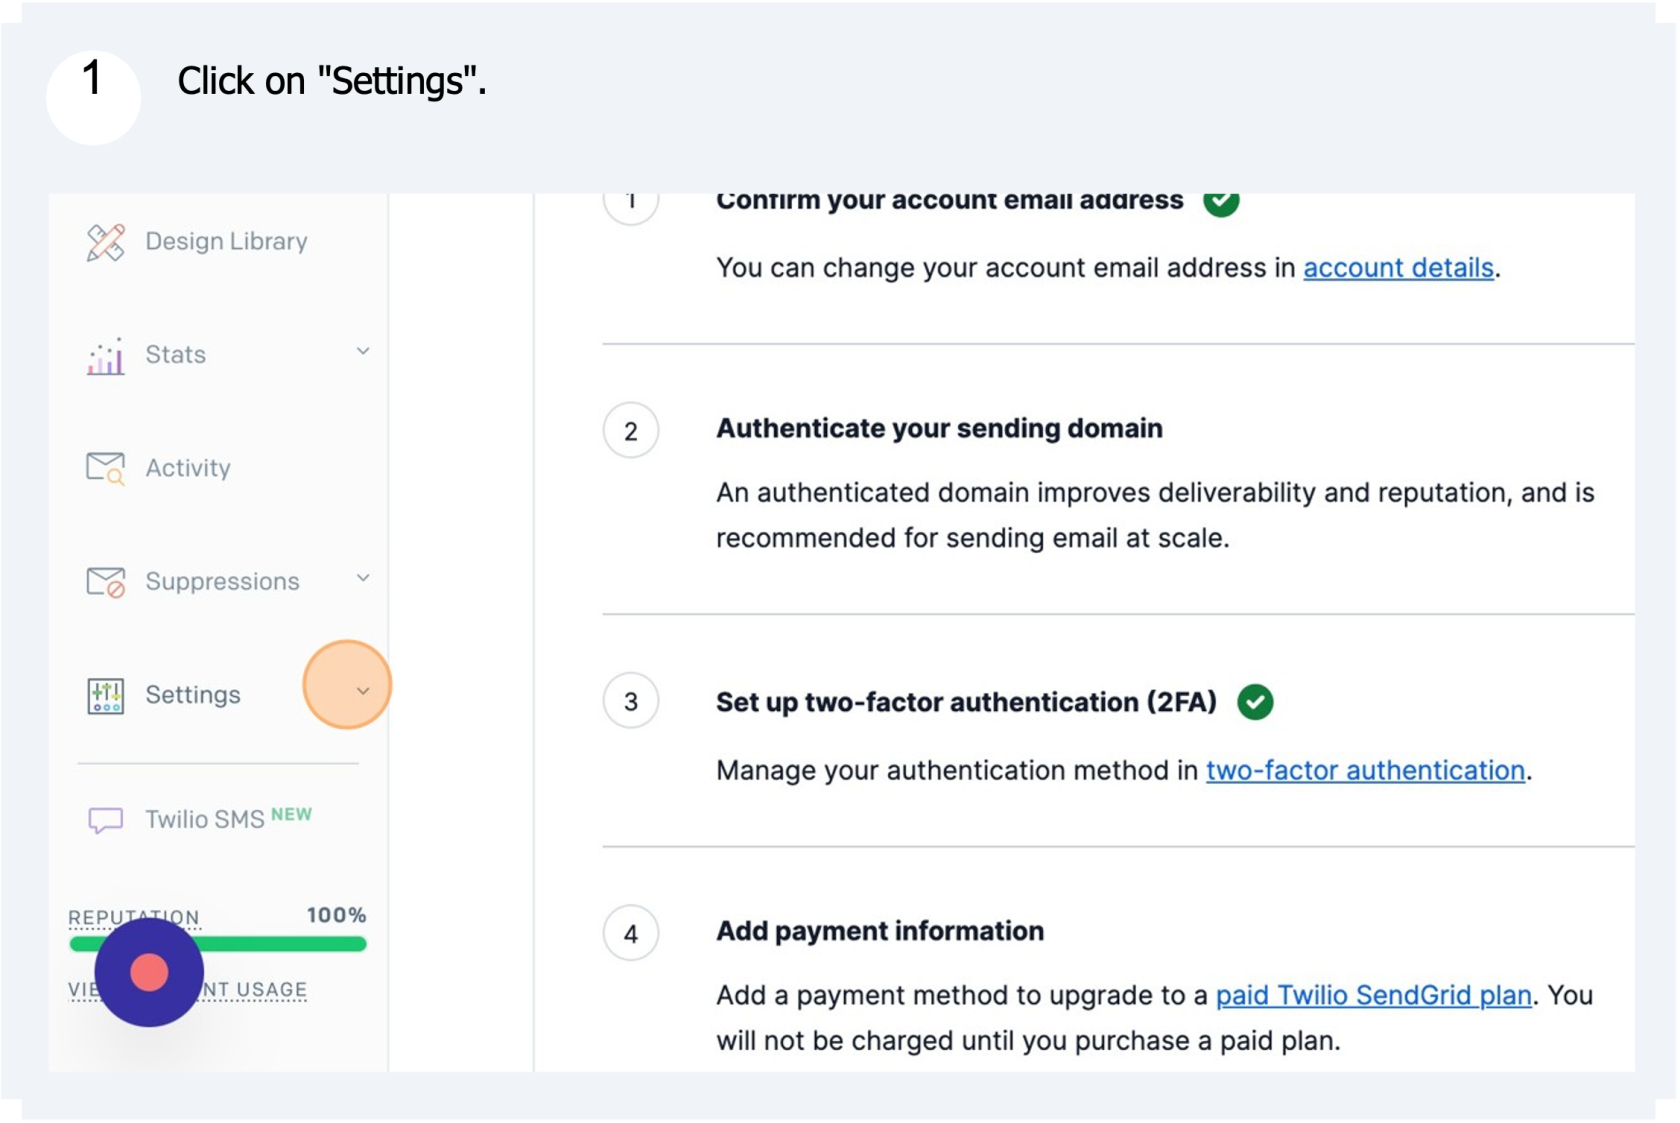 1
Click on "Settings".
Design Library
Stats
Activity
Suppressions
Settings
Twilio SMS NEW
REPUTATION 100%
NT USAGE
1
Confirm your account email address
You can change your account email address in account details.
2
Authenticate your sending domain
An authenticated domain improves deliverability and reputation, and is
recommended for sending email at scale.
3
Set up two-factor authentication (2FA)
Manage your authentication method in two-factor authentication.
4
Add payment information
Add a payment method to upgrade to a paid Twilio SendGrid plan. You
will not be charged until you purchase a paid plan.